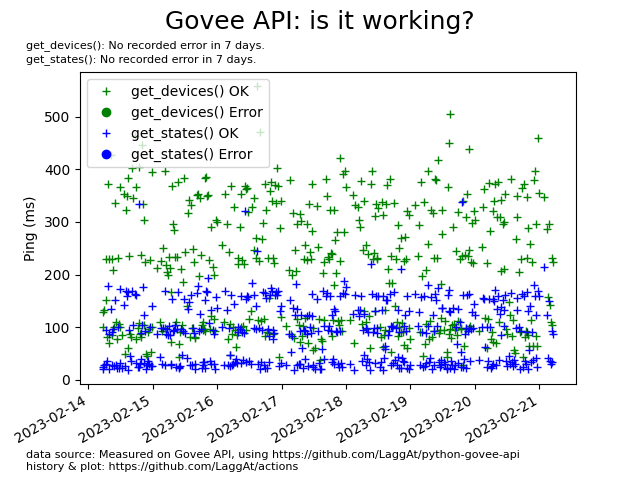 Govee API: is it working?
get_devices(): No recorded error in 7 days.
get_states(): No recorded error in 7 days.
get_devices() OK
get_devices() Error
get_states() OK
get_states() Error
Ping (ms)
500
400
300
200
100
0
2023-02-14
2023-02-15
2023-02-16
2023-02-17
2023-02-18
2023-02-19
2023-02-20
2023-02-21
data source: Measured on Govee API, using https://github.com/LaggAt/python-govee-api
history & plot: https://github.com/LaggAt/actions